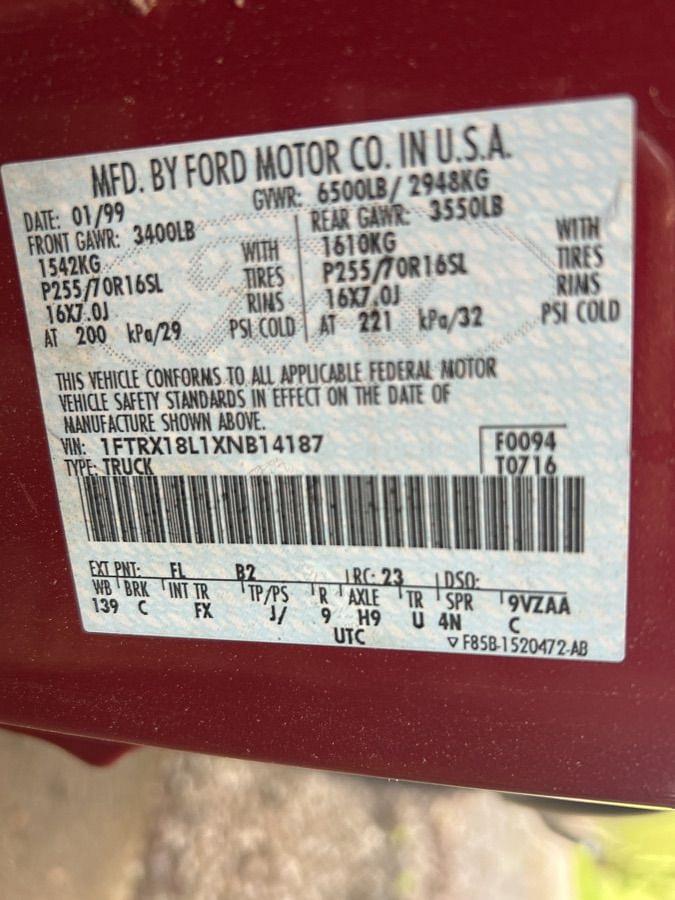 MFD. BY FORD MOTOR CO. IN U.S.A.
DATE: 01/99 GVWR: 6500LB/ 2948KG
FRONT GAWR: 3400LB REAR GAWR: 3550LB
1542KG WITH 1610KG WITH
P255/70R16SL TIRES P255/70R16SL TIRES
16X7.0J RIMS 16X7.0J RIMS
AT 200 kPa/29 PSI COLD AT 221 kPa/32 PSI COLD
THIS VEHICLE CONFORMS TO ALL APPLICABLE FEDERAL MOTOR
VEHICLE SAFETY STANDARDS IN EFFECT ON THE DATE OF
MANUFACTURE SHOWN ABOVE.
VIN: 1FTRX18L1XNB14187 F0094
TYPE: TRUCK T0716
EXT PNT: FL B2 RC: 23 DSO:
WB BRK INT TR TP/PS R AXLE TR SPR 9VZAA
139 C FX J/ 9 H9 U 4N C
UTC ▽ F85B-1520472-AB